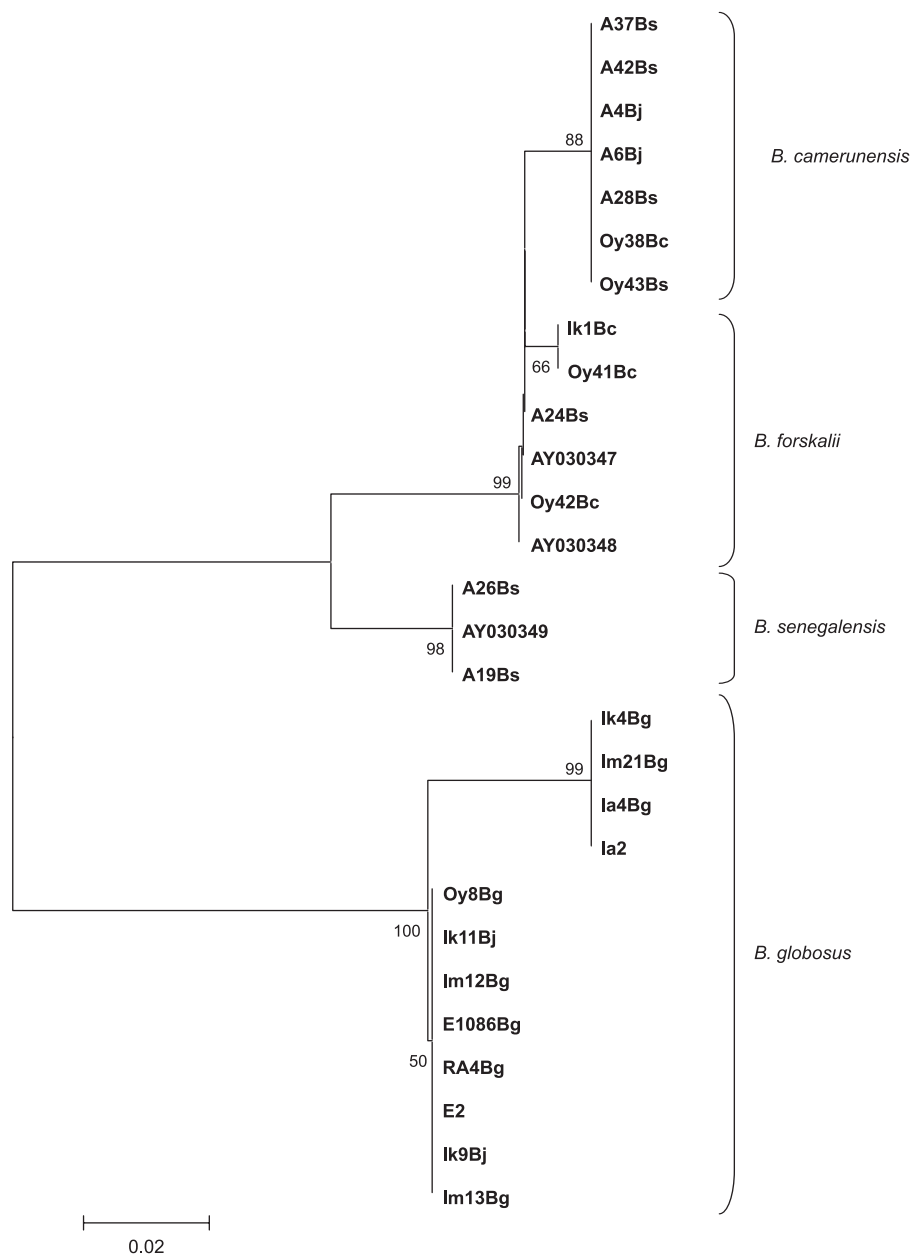 A37Bs
A42Bs
A4Bj
88
A6Bj
B. camerunensis
A28Bs
Oy38Bc
Oy43Bs
Ik1Bc
66
Oy41Bc
A24Bs
B. forskalii
AY030347
99
Oy42Bc
AY030348
A26Bs
AY030349
B. senegalensis
98
A19Bs
Ik4Bg
Im21Bg
99
Ia4Bg
Ia2
Oy8Bg
100
Ik11Bj
B. globosus
Im12Bg
E1086Bg
50
RA4Bg
E2
Ik9Bj
Im13Bg
0.02